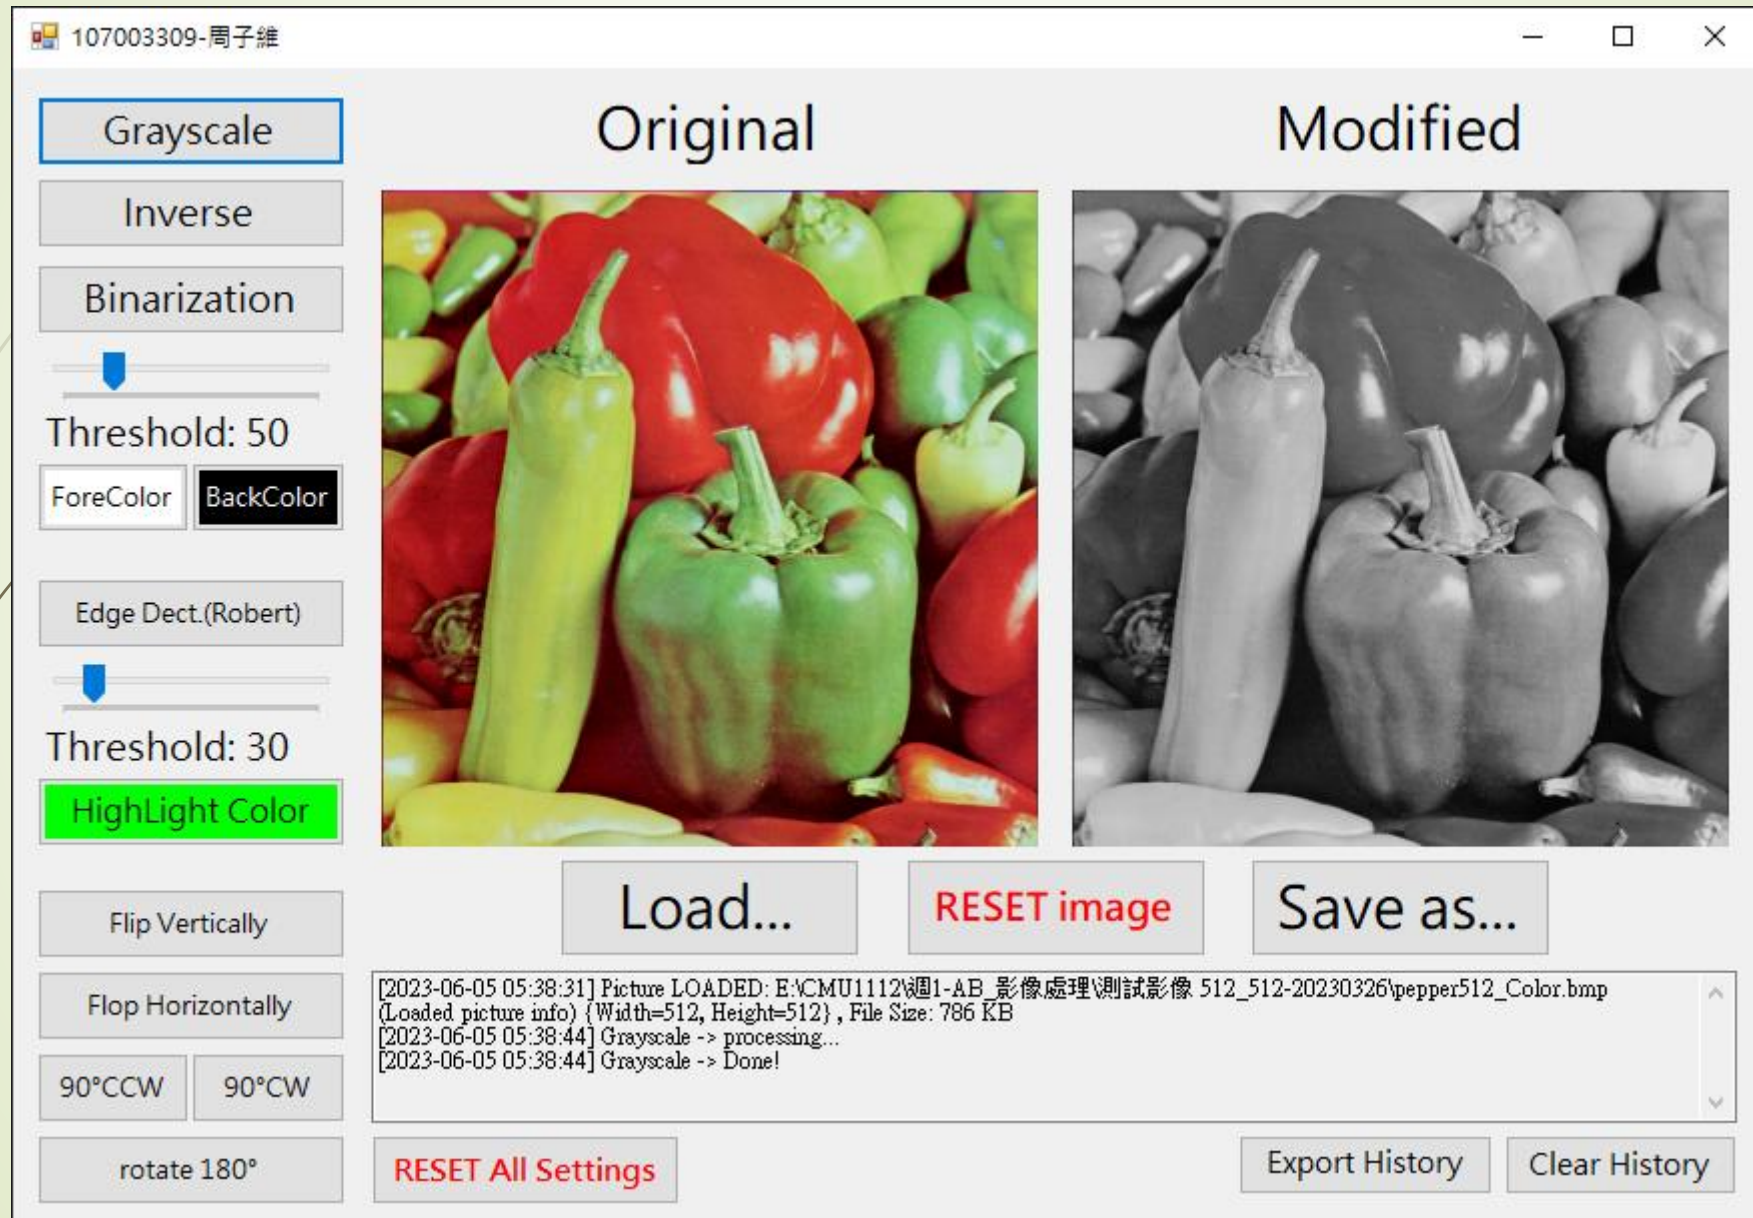 107003309-周子維
Grayscale
Inverse
Binarization
Threshold: 50
ForeColor BackColor
Edge Dect.(Robert)
Threshold: 30
HighLight Color
Flip Vertically
Flop Horizontally
90°CCW 90°CW
rotate 180°
Original Modified
Load... RESET image Save as...
[2023-06-05 05:38:31] Picture LOADED: E:\CMU1112\週1-AB_影像處理\測試影像 512_512-20230326\pepper512_Color.bmp
(Loaded picture info) {Width=512, Height=512} , File Size: 786 KB
[2023-06-05 05:38:44] Grayscale -> processing...
[2023-06-05 05:38:44] Grayscale -> Done!
RESET All Settings Export History Clear History